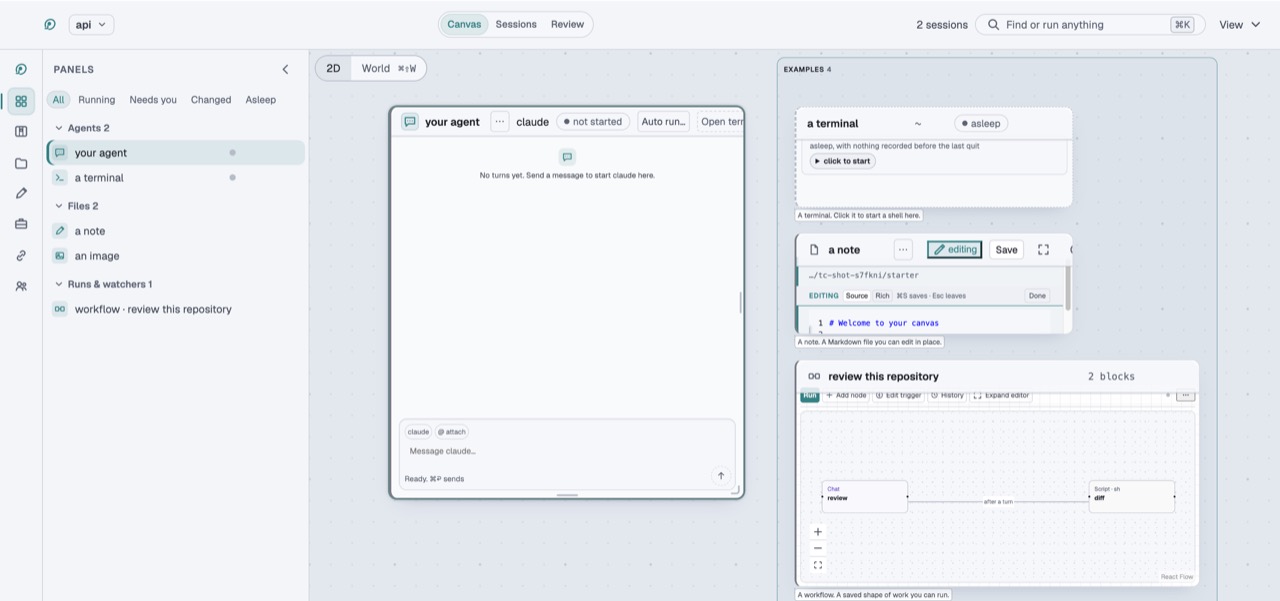 api
Canvas
Sessions
Review
2 sessions
Find or run anything
⌘K
View
PANELS
All
Running
Needs you
Changed
Asleep
Agents 2
your agent
a terminal
Files 2
a note
an image
Runs & watchers 1
workflow · review this repository
2D
World ⌘⇧W
your agent
···
claude
not started
Auto run...
Open terr
No turns yet. Send a message to start claude here.
claude
@ attach
Message claude...
Ready. ⌘⏎ sends
EXAMPLES 4
a terminal
~
asleep
asleep, with nothing recorded before the last quit
click to start
A terminal. Click it to start a shell here.
a note
···
editing
Save
…/tc-shot-s7fkni/starter
EDITING
Source
Rich
⌘S saves · Esc leaves
Done
1 # Welcome to your canvas
A note. A Markdown file you can edit in place.
review this repository
2 blocks
Run
+ Add node
Edit trigger
History
Expand editor
···
Chat
review
after a turn
Script · sh
diff
React Flow
A workflow. A saved shape of work you can run.